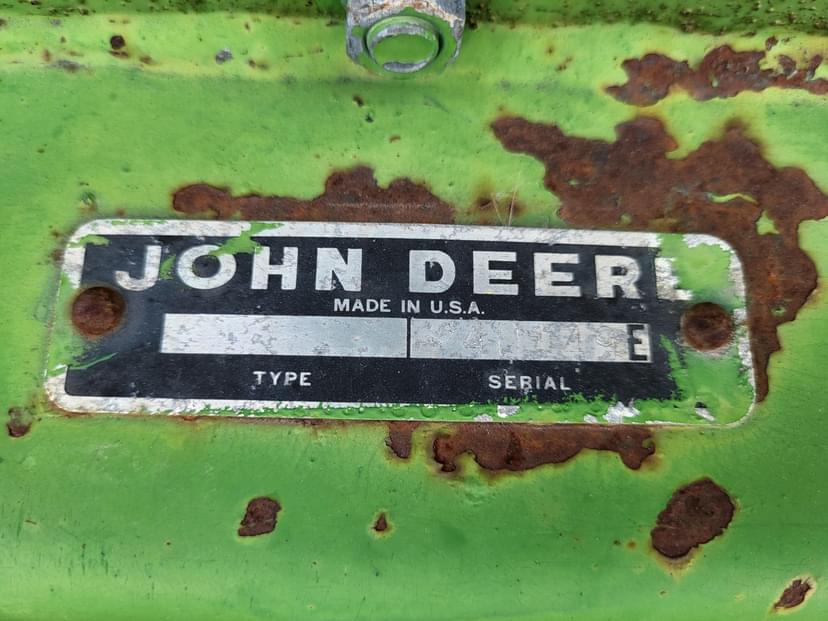 JOHN DEERE
MADE IN U.S.A.
E
TYPE SERIAL